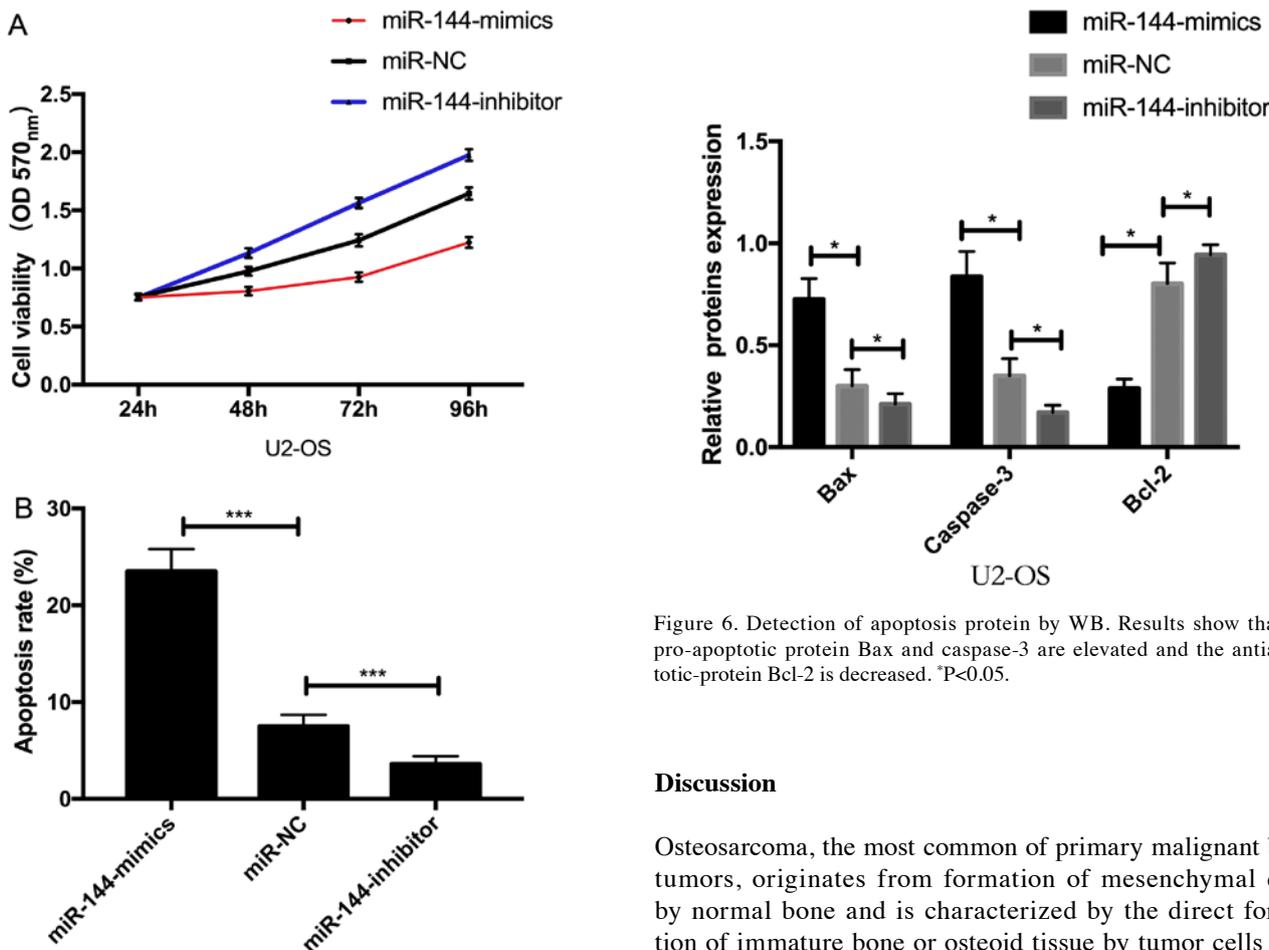 A
miR-144-mimics
miR-NC
miR-144-inhibitor
Cell viability (OD 570nm)
2.5
2.0
1.5
1.0
0.5
0.0
24h 48h 72h 96h
U2-OS
B
Apoptosis rate (%)
30
***
20
***
10
0
miR-144-mimics
miR-NC
miR-144-inhibitor
miR-144-mimics
miR-NC
miR-144-inhibitor
Relative proteins expression
1.5
1.0
0.5
0.0
* * * * * *
Bax
Caspase-3
Bcl-2
U2-OS
Figure 6. Detection of apoptosis protein by WB. Results show
pro-apoptotic protein Bax and caspase-3 are elevated and the
totic-protein Bcl-2 is decreased. *P<0.05.
Discussion
Osteosarcoma, the most common of primary malignant
tumors, originates from formation of mesenchymal
by normal bone and is characterized by the direct
tion of immature bone or osteoid tissue by tumor cells